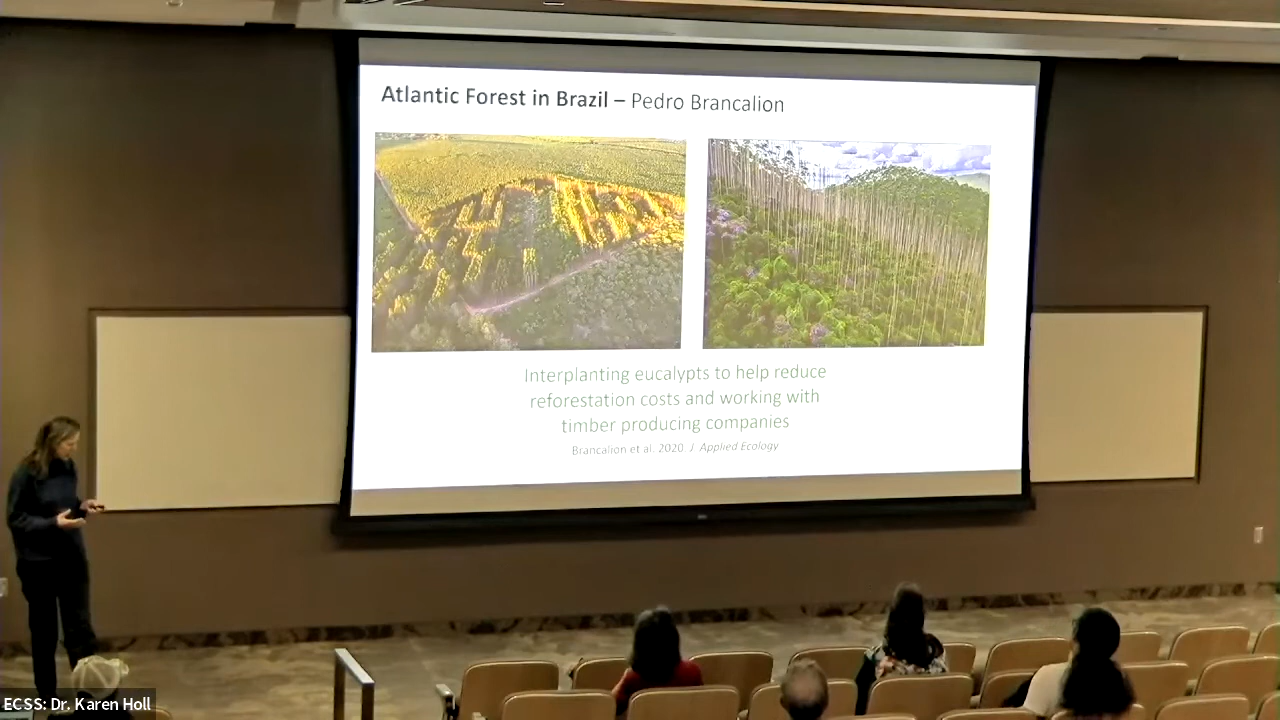 Atlantic Forest in Brazil – Pedro Brancalion
Interplanting eucalypts to help reduce
reforestation costs and working with
timber producing companies
Brancalion et al. 2020. J. Applied Ecology
ECSS: Dr. Karen Holl